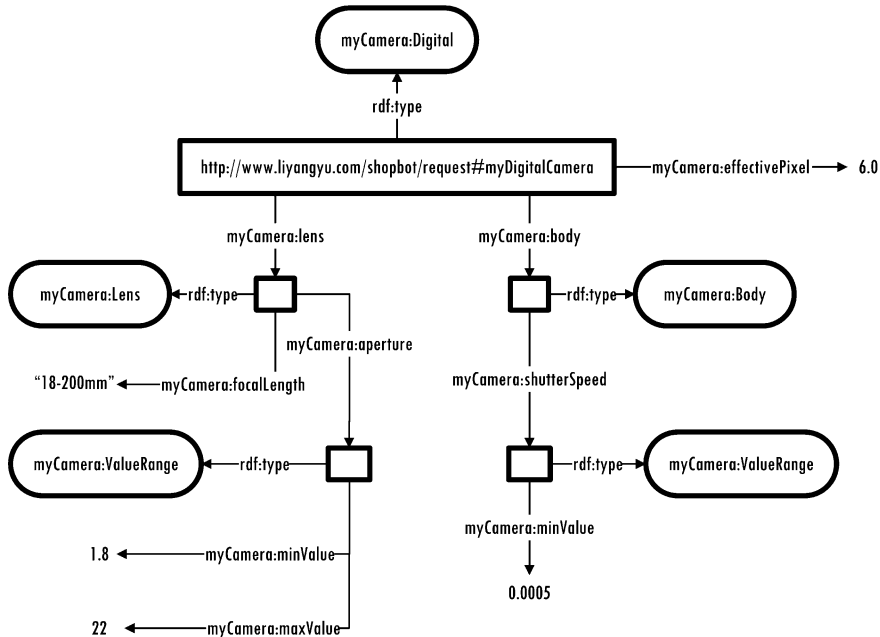 myCamera:Digital
rdf:type
http://www.liyangyu.com/shopbot/request#myDigitalCamera
myCamera:effectivePixel
6.0
myCamera:lens
myCamera:body
myCamera:Lens
rdf:type
rdf:type
myCamera:Body
myCamera:aperture
“18-200mm”
myCamera:focalLength
myCamera:shutterSpeed
myCamera:ValueRange
rdf:type
rdf:type
myCamera:ValueRange
myCamera:minValue
1.8
myCamera:minValue
0.0005
22
myCamera:maxValue